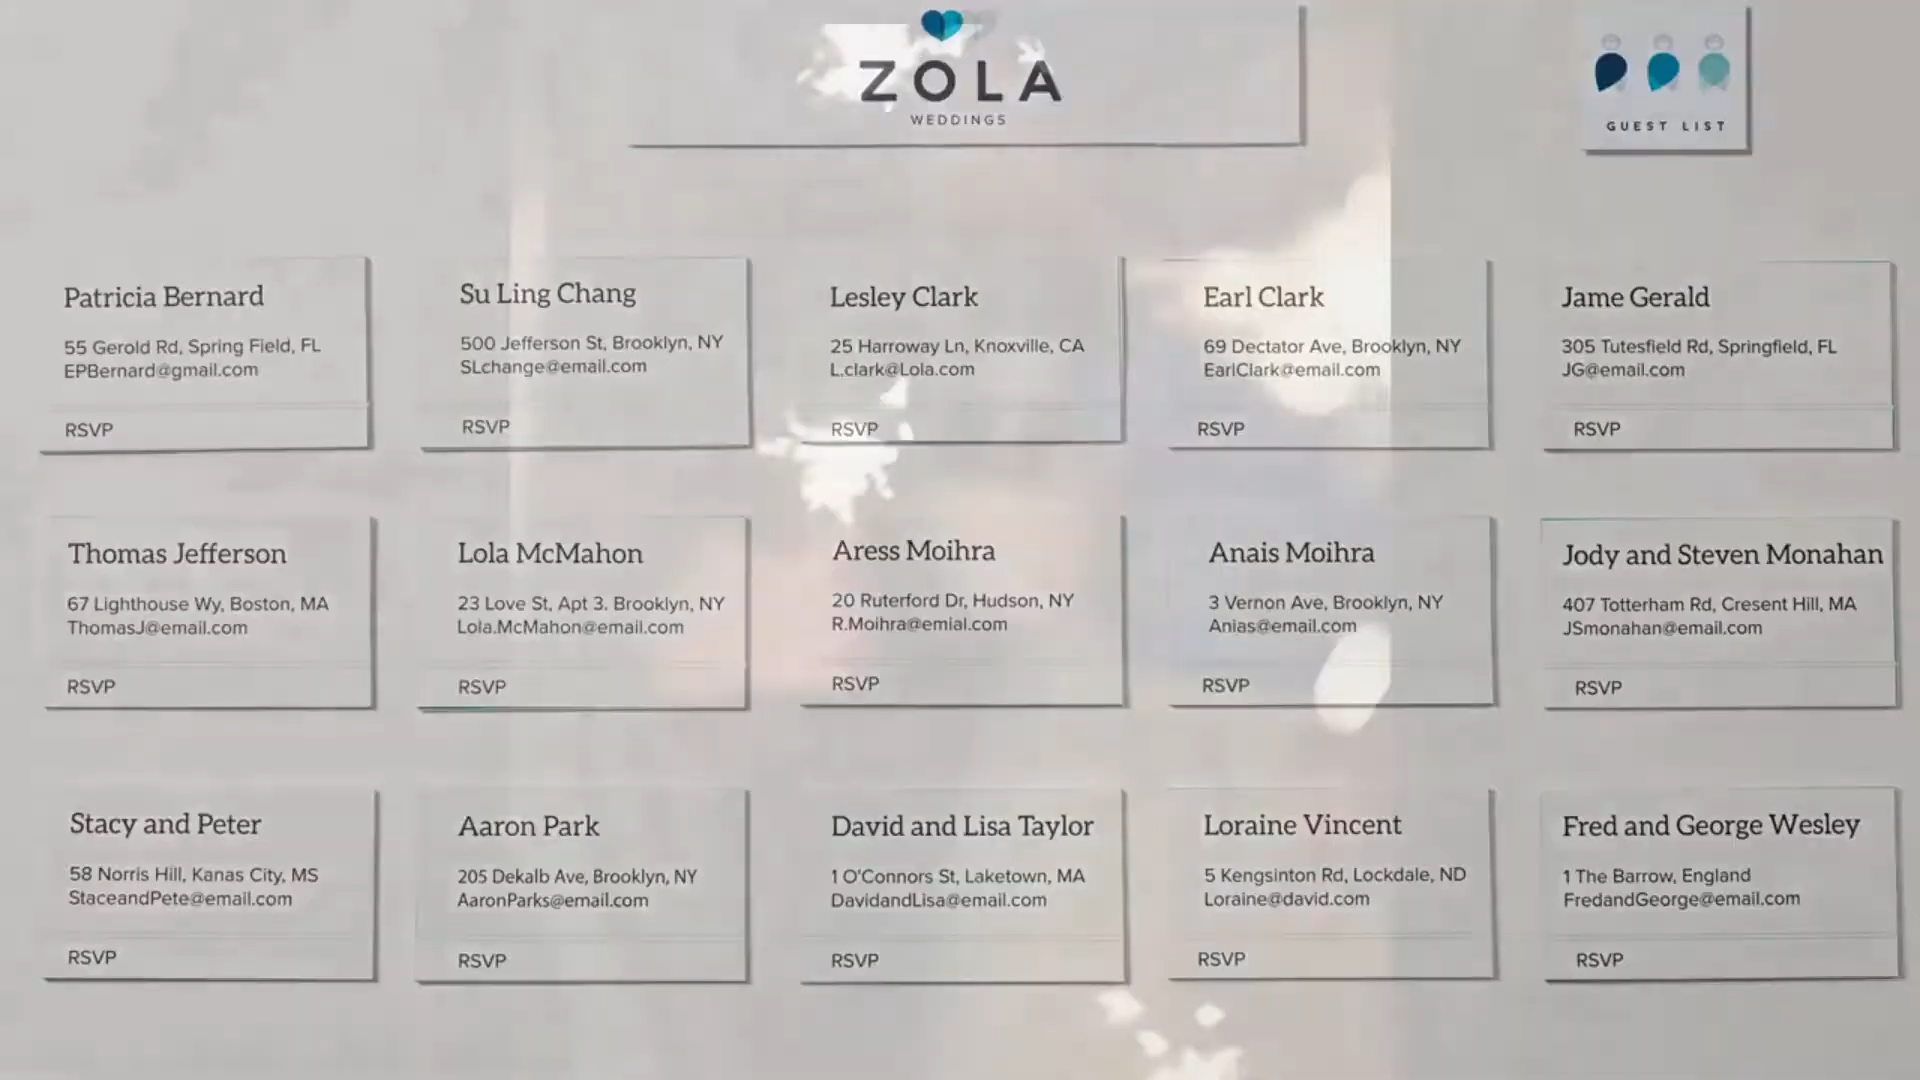 ZOLA
WEDDINGS
GUEST LIST
Patricia Bernard
55 Gerold Rd, Spring Field, FL
EPBernard@gmail.com
RSVP
Su Ling Chang
500 Jefferson St, Brooklyn, NY
SLchange@email.com
RSVP
Lesley Clark
25 Harroway Ln, Knoxville, CA
L.clark@Lola.com
RSVP
Earl Clark
69 Dectator Ave, Brooklyn, NY
EarlClark@email.com
RSVP
Jame Gerald
305 Tutesfield Rd, Springfield, FL
JG@email.com
RSVP
Thomas Jefferson
67 Lighthouse Wy, Boston, MA
ThomasJ@email.com
RSVP
Lola McMahon
23 Love St, Apt 3. Brooklyn, NY
Lola.McMahon@email.com
RSVP
Aress Moihra
20 Ruterford Dr, Hudson, NY
R.Moihra@emial.com
RSVP
Anais Moihra
3 Vernon Ave, Brooklyn, NY
Anias@email.com
RSVP
Jody and Steven Monahan
407 Totterham Rd, Cresent Hill, MA
JSmonahan@email.com
RSVP
Stacy and Peter
58 Norris Hill, Kanas City, MS
StaceandPete@email.com
RSVP
Aaron Park
205 Dekalb Ave, Brooklyn, NY
AaronParks@email.com
RSVP
David and Lisa Taylor
1 O'Connors St, Laketown, MA
DavidandLisa@email.com
RSVP
Loraine Vincent
5 Kengsinton Rd, Lockdale, ND
Loraine@david.com
RSVP
Fred and George Wesley
1 The Barrow, England
FredandGeorge@email.com
RSVP